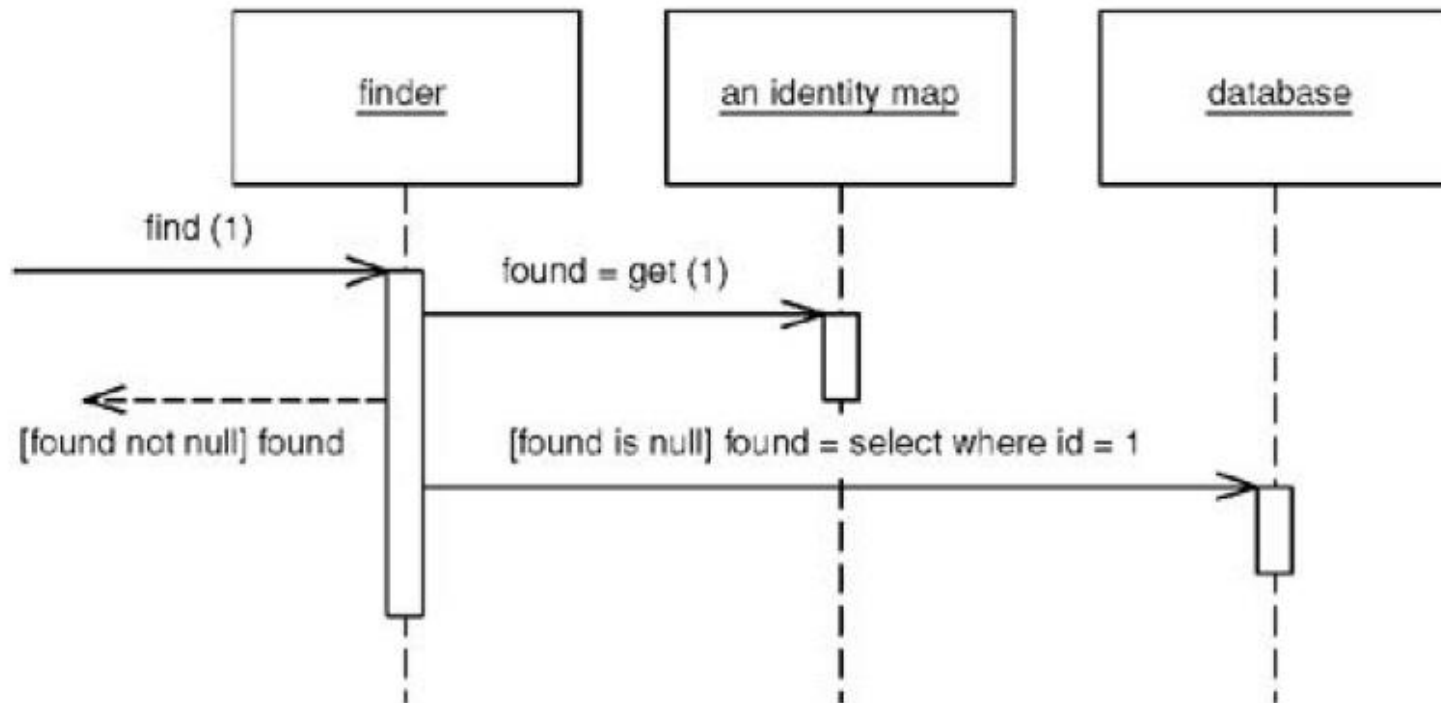 finder
an identity map
database
find (1)
found = get (1)
[found not null] found
[found is null] found = select where id = 1